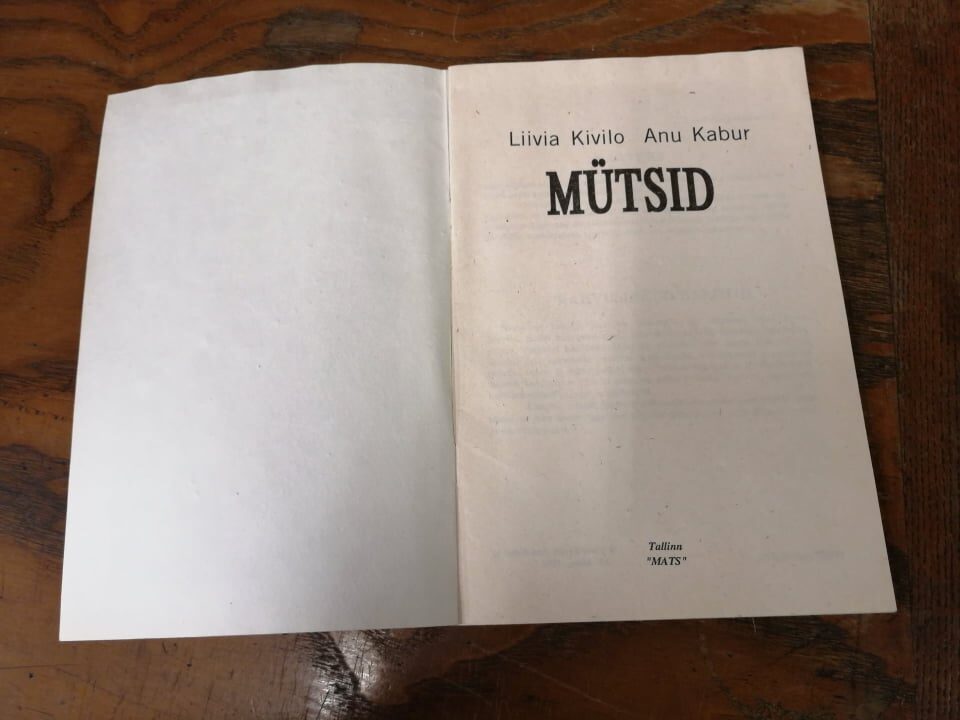 Liivia Kivilo Anu Kabur
MÜTSID
Tallinn
"MATS"